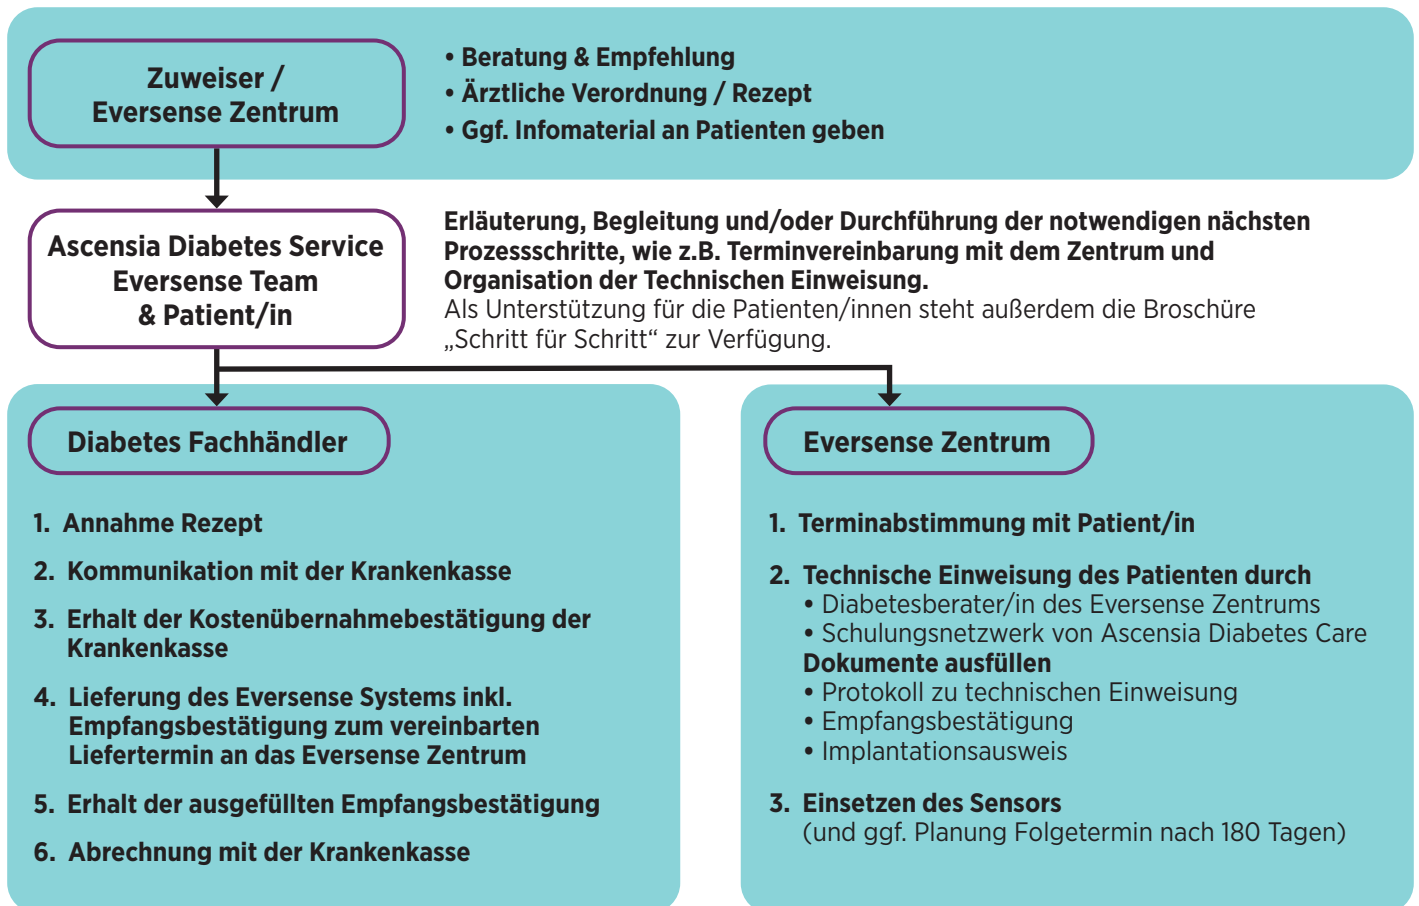 Zuweiser /
Eversense Zentrum
• Beratung & Empfehlung
• Ärztliche Verordnung / Rezept
• Ggf. Infomaterial an Patienten geben
Ascensia Diabetes Service
Eversense Team
& Patient/in
Erläuterung, Begleitung und/oder Durchführung der notwendigen nächsten
Prozessschritte, wie z.B. Terminvereinbarung mit dem Zentrum und
Organisation der Technischen Einweisung.
Als Unterstützung für die Patienten/innen steht außerdem die Broschüre
„Schritt für Schritt“ zur Verfügung.
Diabetes Fachhändler
1. Annahme Rezept
2. Kommunikation mit der Krankenkasse
3. Erhalt der Kostenübernahmebestätigung der
Krankenkasse
4. Lieferung des Eversense Systems inkl.
Empfangsbestätigung zum vereinbarten
Liefertermin an das Eversense Zentrum
5. Erhalt der ausgefüllten Empfangsbestätigung
6. Abrechnung mit der Krankenkasse
Eversense Zentrum
1. Terminabstimmung mit Patient/in
2. Technische Einweisung des Patienten durch
• Diabetesberater/in des Eversense Zentrums
• Schulungsnetzwerk von Ascensia Diabetes Care
Dokumente ausfüllen
• Protokoll zu technischen Einweisung
• Empfangsbestätigung
• Implantationsausweis
3. Einsetzen des Sensors
(und ggf. Planung Folgetermin nach 180 Tagen)